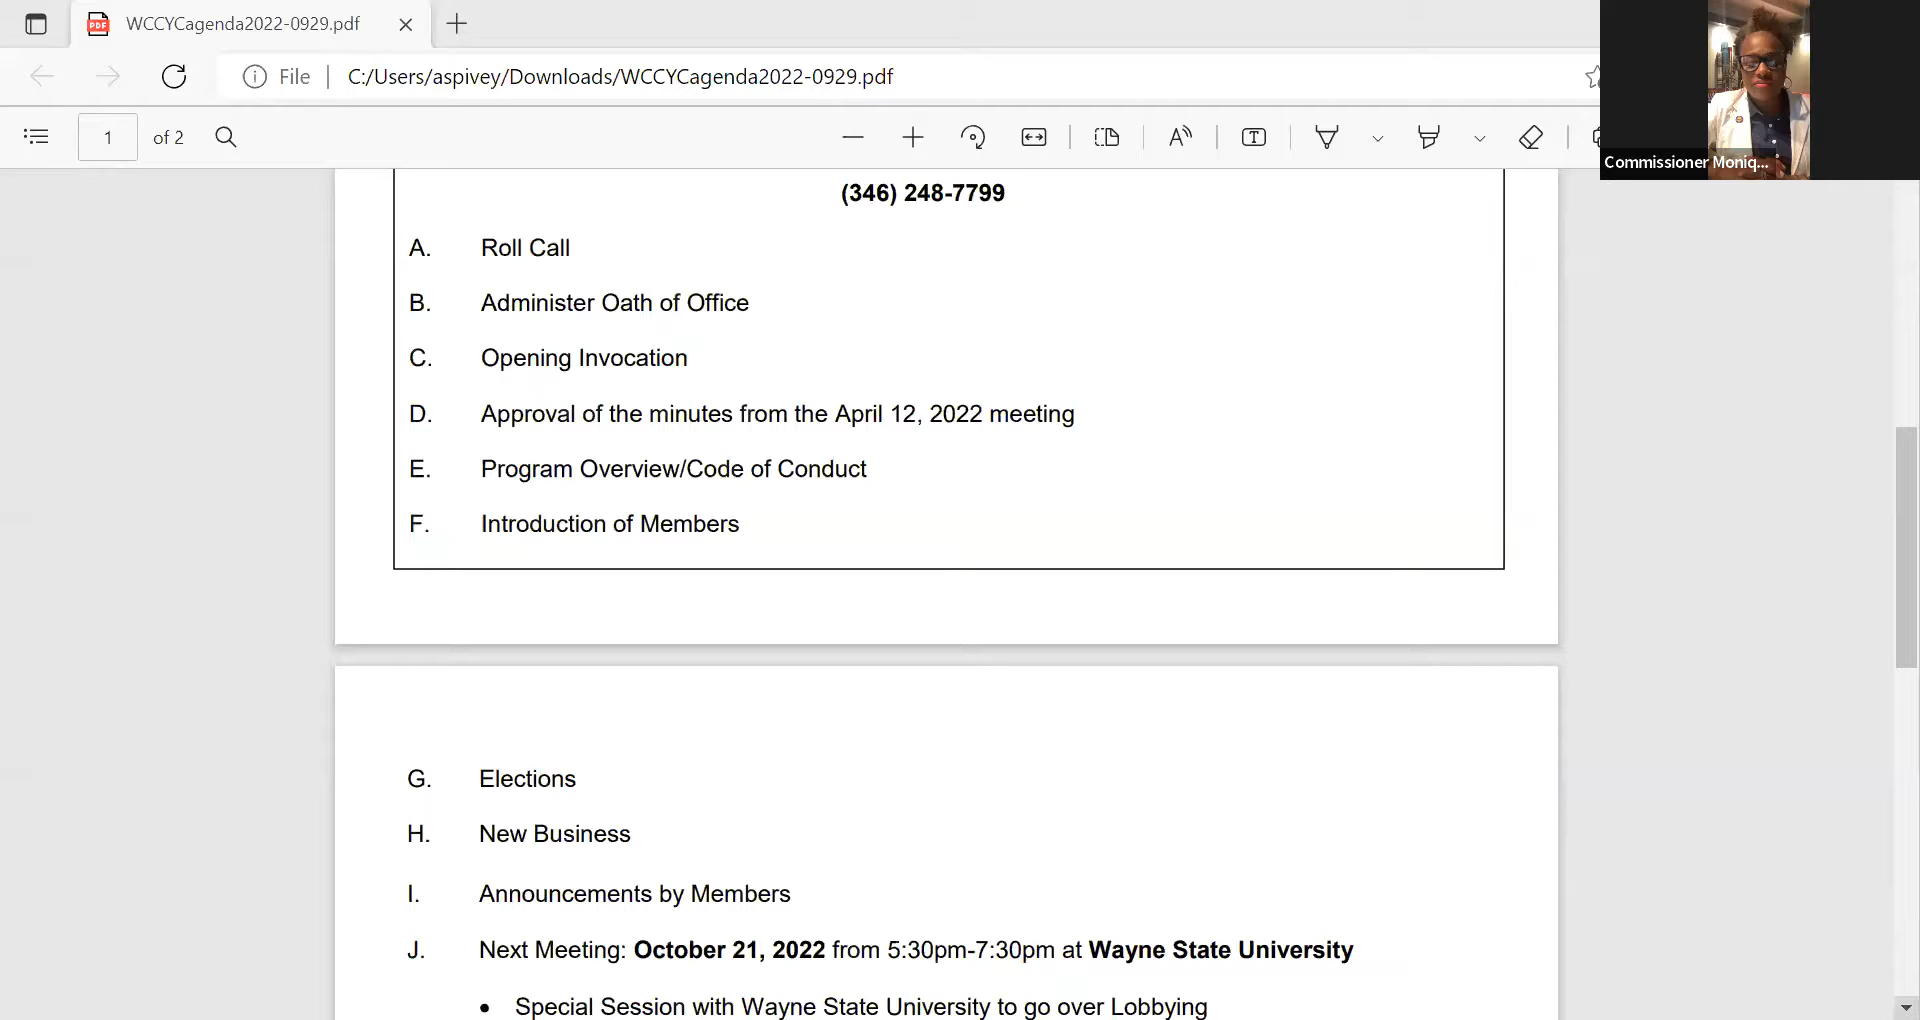 WCCYCagenda2022-0929.pdf
File
C:/Users/aspivey/Downloads/WCCYCagenda2022-0929.pdf
1 of 2
Commissioner Moniq...
(346) 248-7799
A. Roll Call
B. Administer Oath of Office
C. Opening Invocation
D. Approval of the minutes from the April 12, 2022 meeting
E. Program Overview/Code of Conduct
F. Introduction of Members
G. Elections
H. New Business
I. Announcements by Members
J. Next Meeting: October 21, 2022 from 5:30pm-7:30pm at Wayne State University
• Special Session with Wayne State University to go over Lobbying